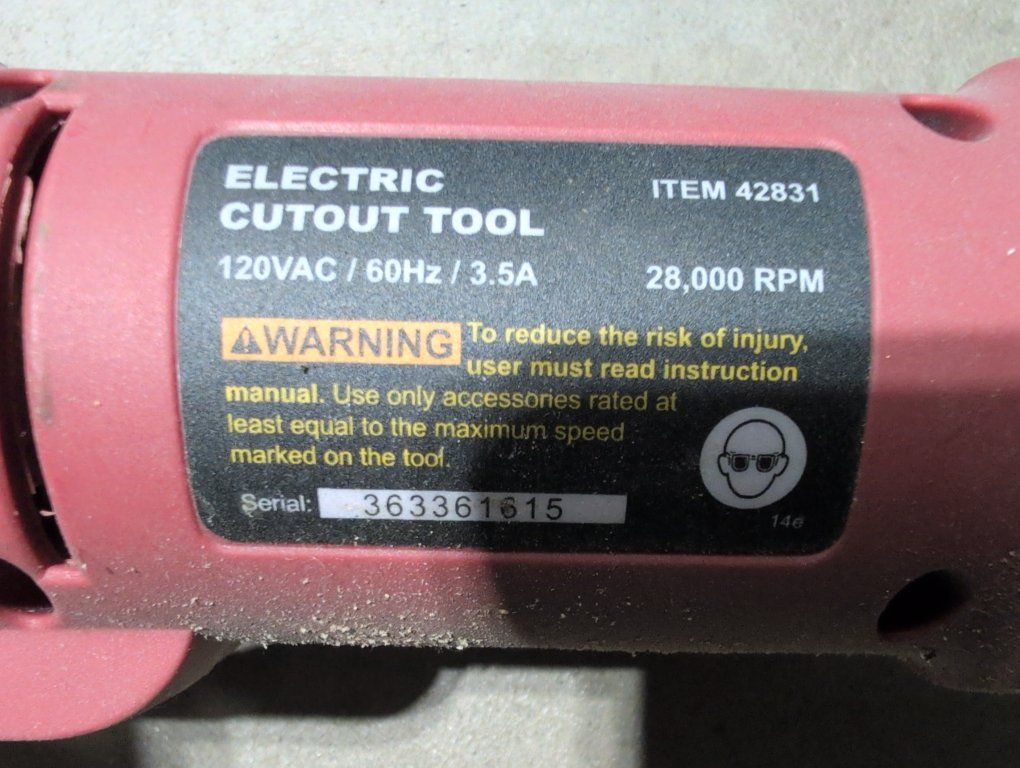 ELECTRIC
CUTOUT TOOL
ITEM 42831
120VAC / 60Hz / 3.5A
28,000 RPM
⚠WARNING To reduce the risk of injury,
user must read instruction
manual. Use only accessories rated at
least equal to the maximum speed
marked on the tool.
Serial: 363361615
14e